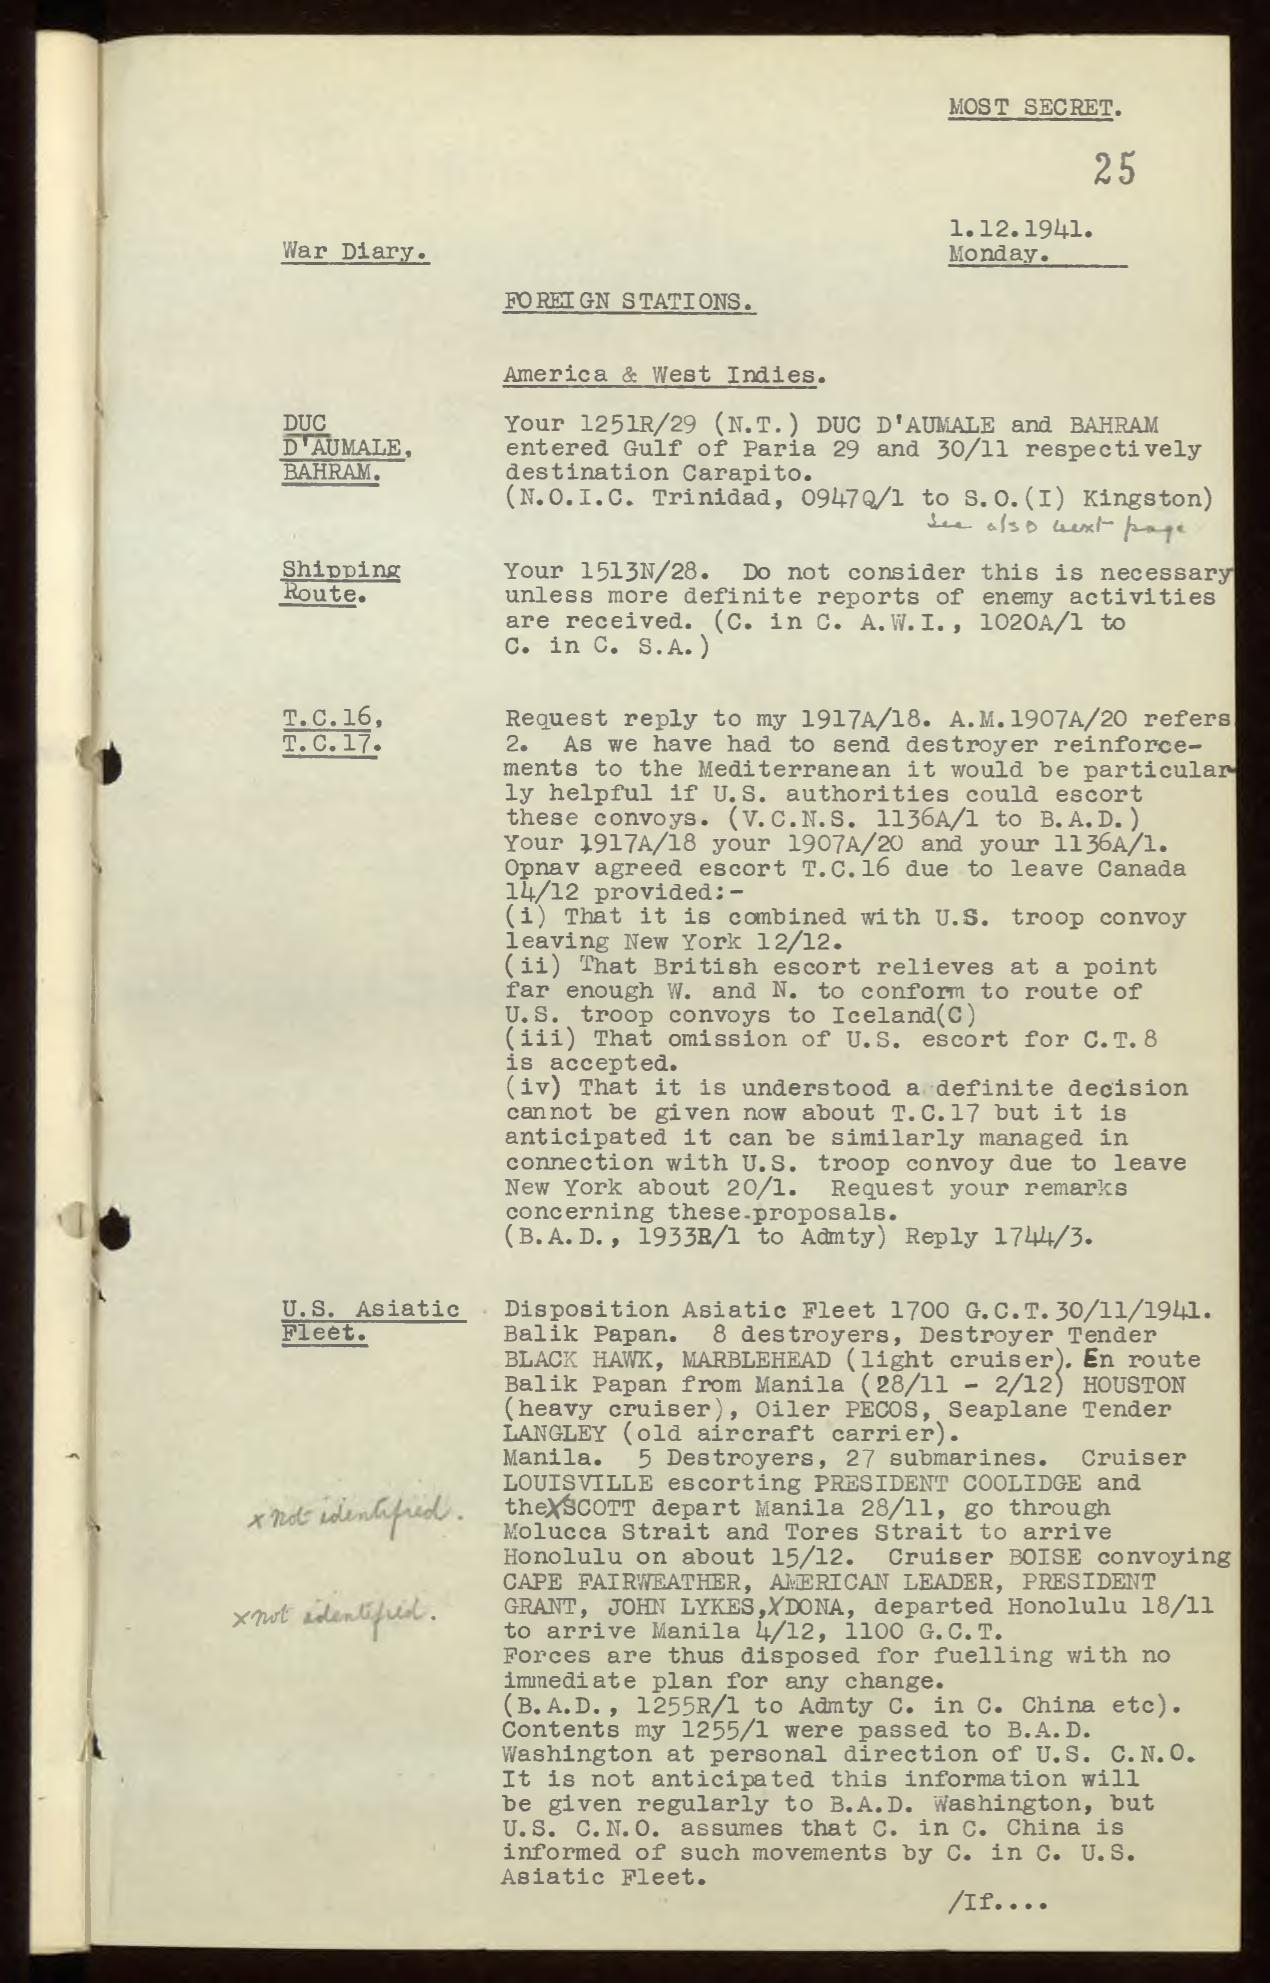 MOST SECRET.
25
1.12.1941.
War Diary.
Monday.
FOREIGN STATIONS.
America & West Indies.
DUC
D'AUMALE,
BAHRAM.
Your 1251R/29 (N.T.) DUC D'AUMALE and BAHRAM
entered Gulf of Paria 29 and 30/11 respectively
destination Carapito.
(N.O.I.C. Trinidad, 0947Q/1 to S.O.(I) Kingston)
See also next page
Shipping
Route.
Your 1513N/28. Do not consider this is necessary
unless more definite reports of enemy activities
are received. (C. in C. A.W.I., 1020A/1 to
C. in C. S.A.)
T.C.16,
T.C.17.
Request reply to my 1917A/18. A.M.1907A/20 refers
2. As we have had to send destroyer reinforce-
ments to the Mediterranean it would be particular-
ly helpful if U.S. authorities could escort
these convoys. (V.C.N.S. 1136A/1 to B.A.D.)
Your 1917A/18 your 1907A/20 and your 1136A/1.
Opnav agreed escort T.C.16 due to leave Canada
14/12 provided:-
(i) That it is combined with U.S. troop convoy
leaving New York 12/12.
(ii) That British escort relieves at a point
far enough W. and N. to conform to route of
U.S. troop convoys to Iceland(C)
(iii) That omission of U.S. escort for C.T.8
is accepted.
(iv) That it is understood a definite decision
cannot be given now about T.C.17 but it is
anticipated it can be similarly managed in
connection with U.S. troop convoy due to leave
New York about 20/1. Request your remarks
concerning these proposals.
(B.A.D., 1933R/1 to Admty) Reply 1744/3.
U.S. Asiatic
Fleet.
Disposition Asiatic Fleet 1700 G.C.T.30/11/1941.
Balik Papan. 8 destroyers, Destroyer Tender
BLACK HAWK, MARBLEHEAD (light cruiser). En route
Balik Papan from Manila (28/11 - 2/12) HOUSTON
(heavy cruiser), Oiler PECOS, Seaplane Tender
LANGLEY (old aircraft carrier).
Manila. 5 Destroyers, 27 submarines. Cruiser
LOUISVILLE escorting PRESIDENT COOLIDGE and
the X SCOTT depart Manila 28/11, go through
x not identified.
Molucca Strait and Tores Strait to arrive
Honolulu on about 15/12. Cruiser BOISE convoying
CAPE FAIRWEATHER, AMERICAN LEADER, PRESIDENT
GRANT, JOHN LYKES, X DONA, departed Honolulu 18/11
x not identified.
to arrive Manila 4/12, 1100 G.C.T.
Forces are thus disposed for fuelling with no
immediate plan for any change.
(B.A.D., 1255R/1 to Admty C. in C. China etc).
Contents my 1255/1 were passed to B.A.D.
Washington at personal direction of U.S. C.N.O.
It is not anticipated this information will
be given regularly to B.A.D. Washington, but
U.S. C.N.O. assumes that C. in C. China is
informed of such movements by C. in C. U.S.
Asiatic Fleet.
/If....